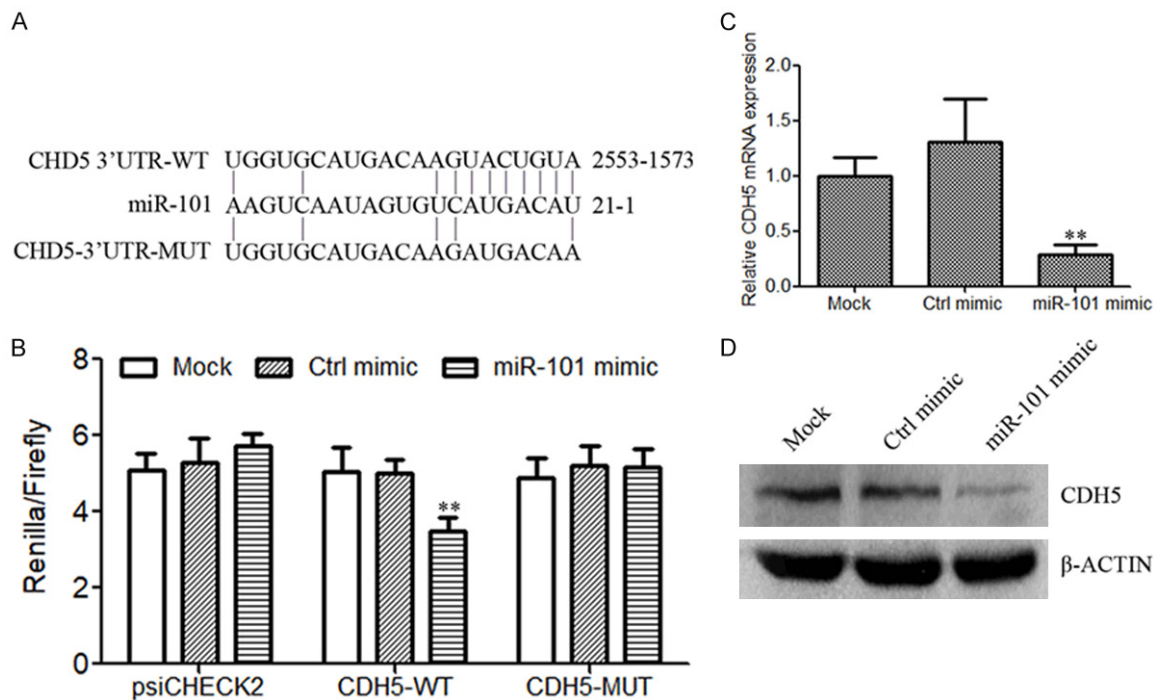 A
CHD5 3'UTR-WT UGGUGCAUGACAAGUACUGUA 2553-1573
miR-101 AAGUCAAUAGUGUCAUGACAU 21-1
CHD5-3'UTR-MUT UGGUGCAUGACAAGAUGACAA
B
8
6
4
2
0
Renilla/Firefly
Mock Ctrl mimic miR-101 mimic
**
psiCHECK2 CDH5-WT CDH5-MUT
C
Relative CDH5 mRNA expression
2.0
1.5
1.0
0.5
0.0
**
Mock Ctrl mimic miR-101 mimic
D
Mock Ctrl mimic miR-101 mimic
CDH5
β-ACTIN